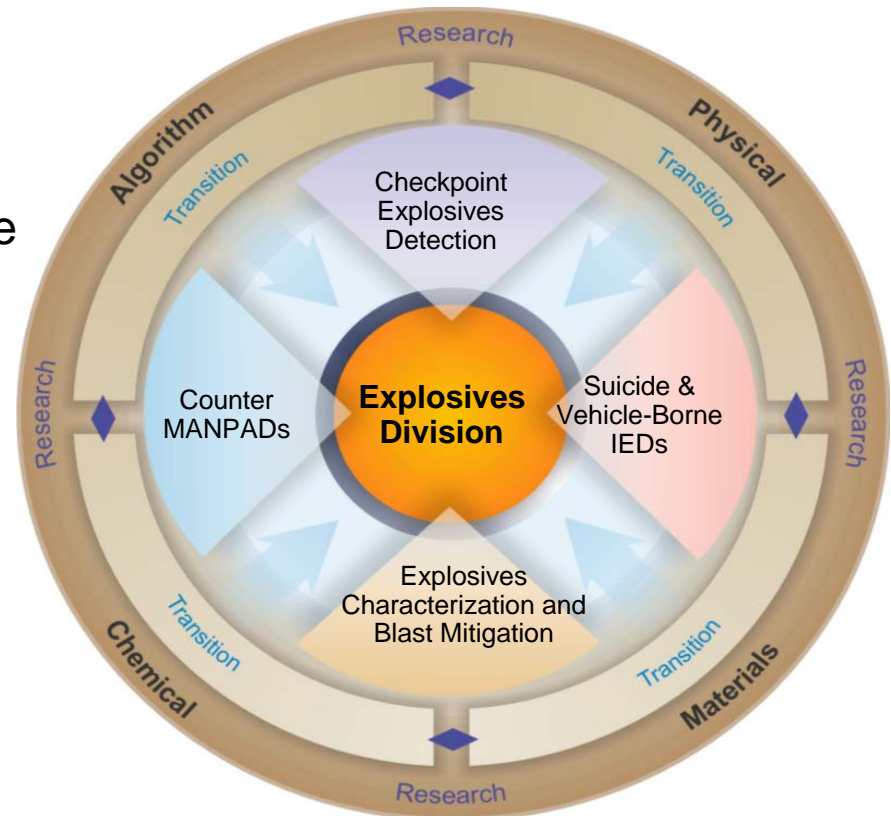 Research
Algorithm
Physical
Transition
Transition
Checkpoint
Explosives
Detection
e
Research
Counter
MANPADs
Explosives
Division
Suicide &
Vehicle-Borne
IEDs
Research
Explosives
Characterization and
Blast Mitigation
Transition
Transition
Chemical
Materials
Research